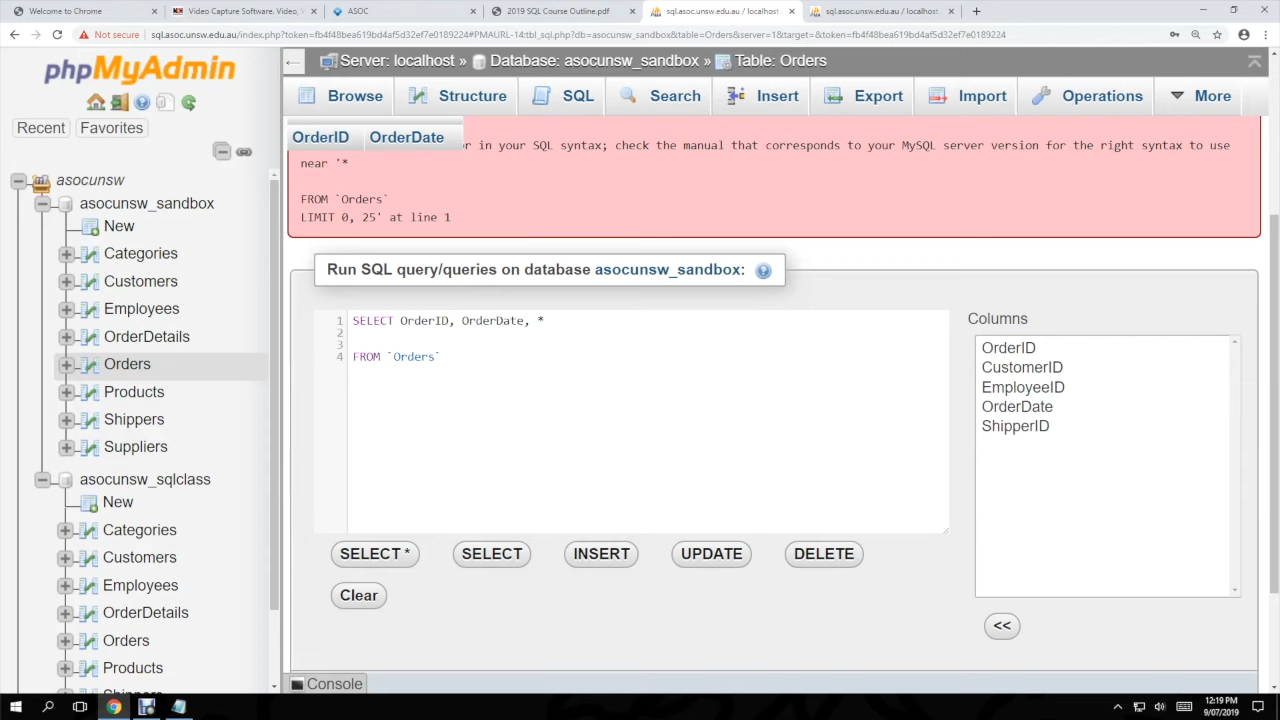 Welcome to Chrome
Video Capture Software. Video, V
ASOC
2019 SQL Course Outline.pdf
sql.asoc.unsw.edu.au / localhost
sql.asoc.unsw.edu.au / localhost
Not secure | sql.asoc.unsw.edu.au/index.php?token=fb4f48bea619bd4af5d32ef7e0189224#PMAURL-14:tbl_sql.php?db=asocunsw_sandbox&table=Orders&server=1&target=&token=fb4f48bea619bd4af5d32ef7e0189224
phpMyAdmin
Recent Favorites
asocunsw
asocunsw_sandbox
New
Categories
Customers
Employees
OrderDetails
Orders
Products
Shippers
Suppliers
asocunsw_sqlclass
New
Categories
Customers
Employees
OrderDetails
Orders
Products
Server: localhost » Database: asocunsw_sandbox » Table: Orders
Browse Structure SQL Search Insert Export Import Operations More
OrderID OrderDate
in your SQL syntax; check the manual that corresponds to your MySQL server version for the right syntax to use
near '*
FROM `Orders`
LIMIT 0, 25' at line 1
Run SQL query/queries on database asocunsw_sandbox:
1 SELECT OrderID, OrderDate, *
2
3
4 FROM `Orders`
Columns
OrderID
CustomerID
EmployeeID
OrderDate
ShipperID
SELECT * SELECT INSERT UPDATE DELETE
Clear
<<
Console
12:19 PM
9/07/2019